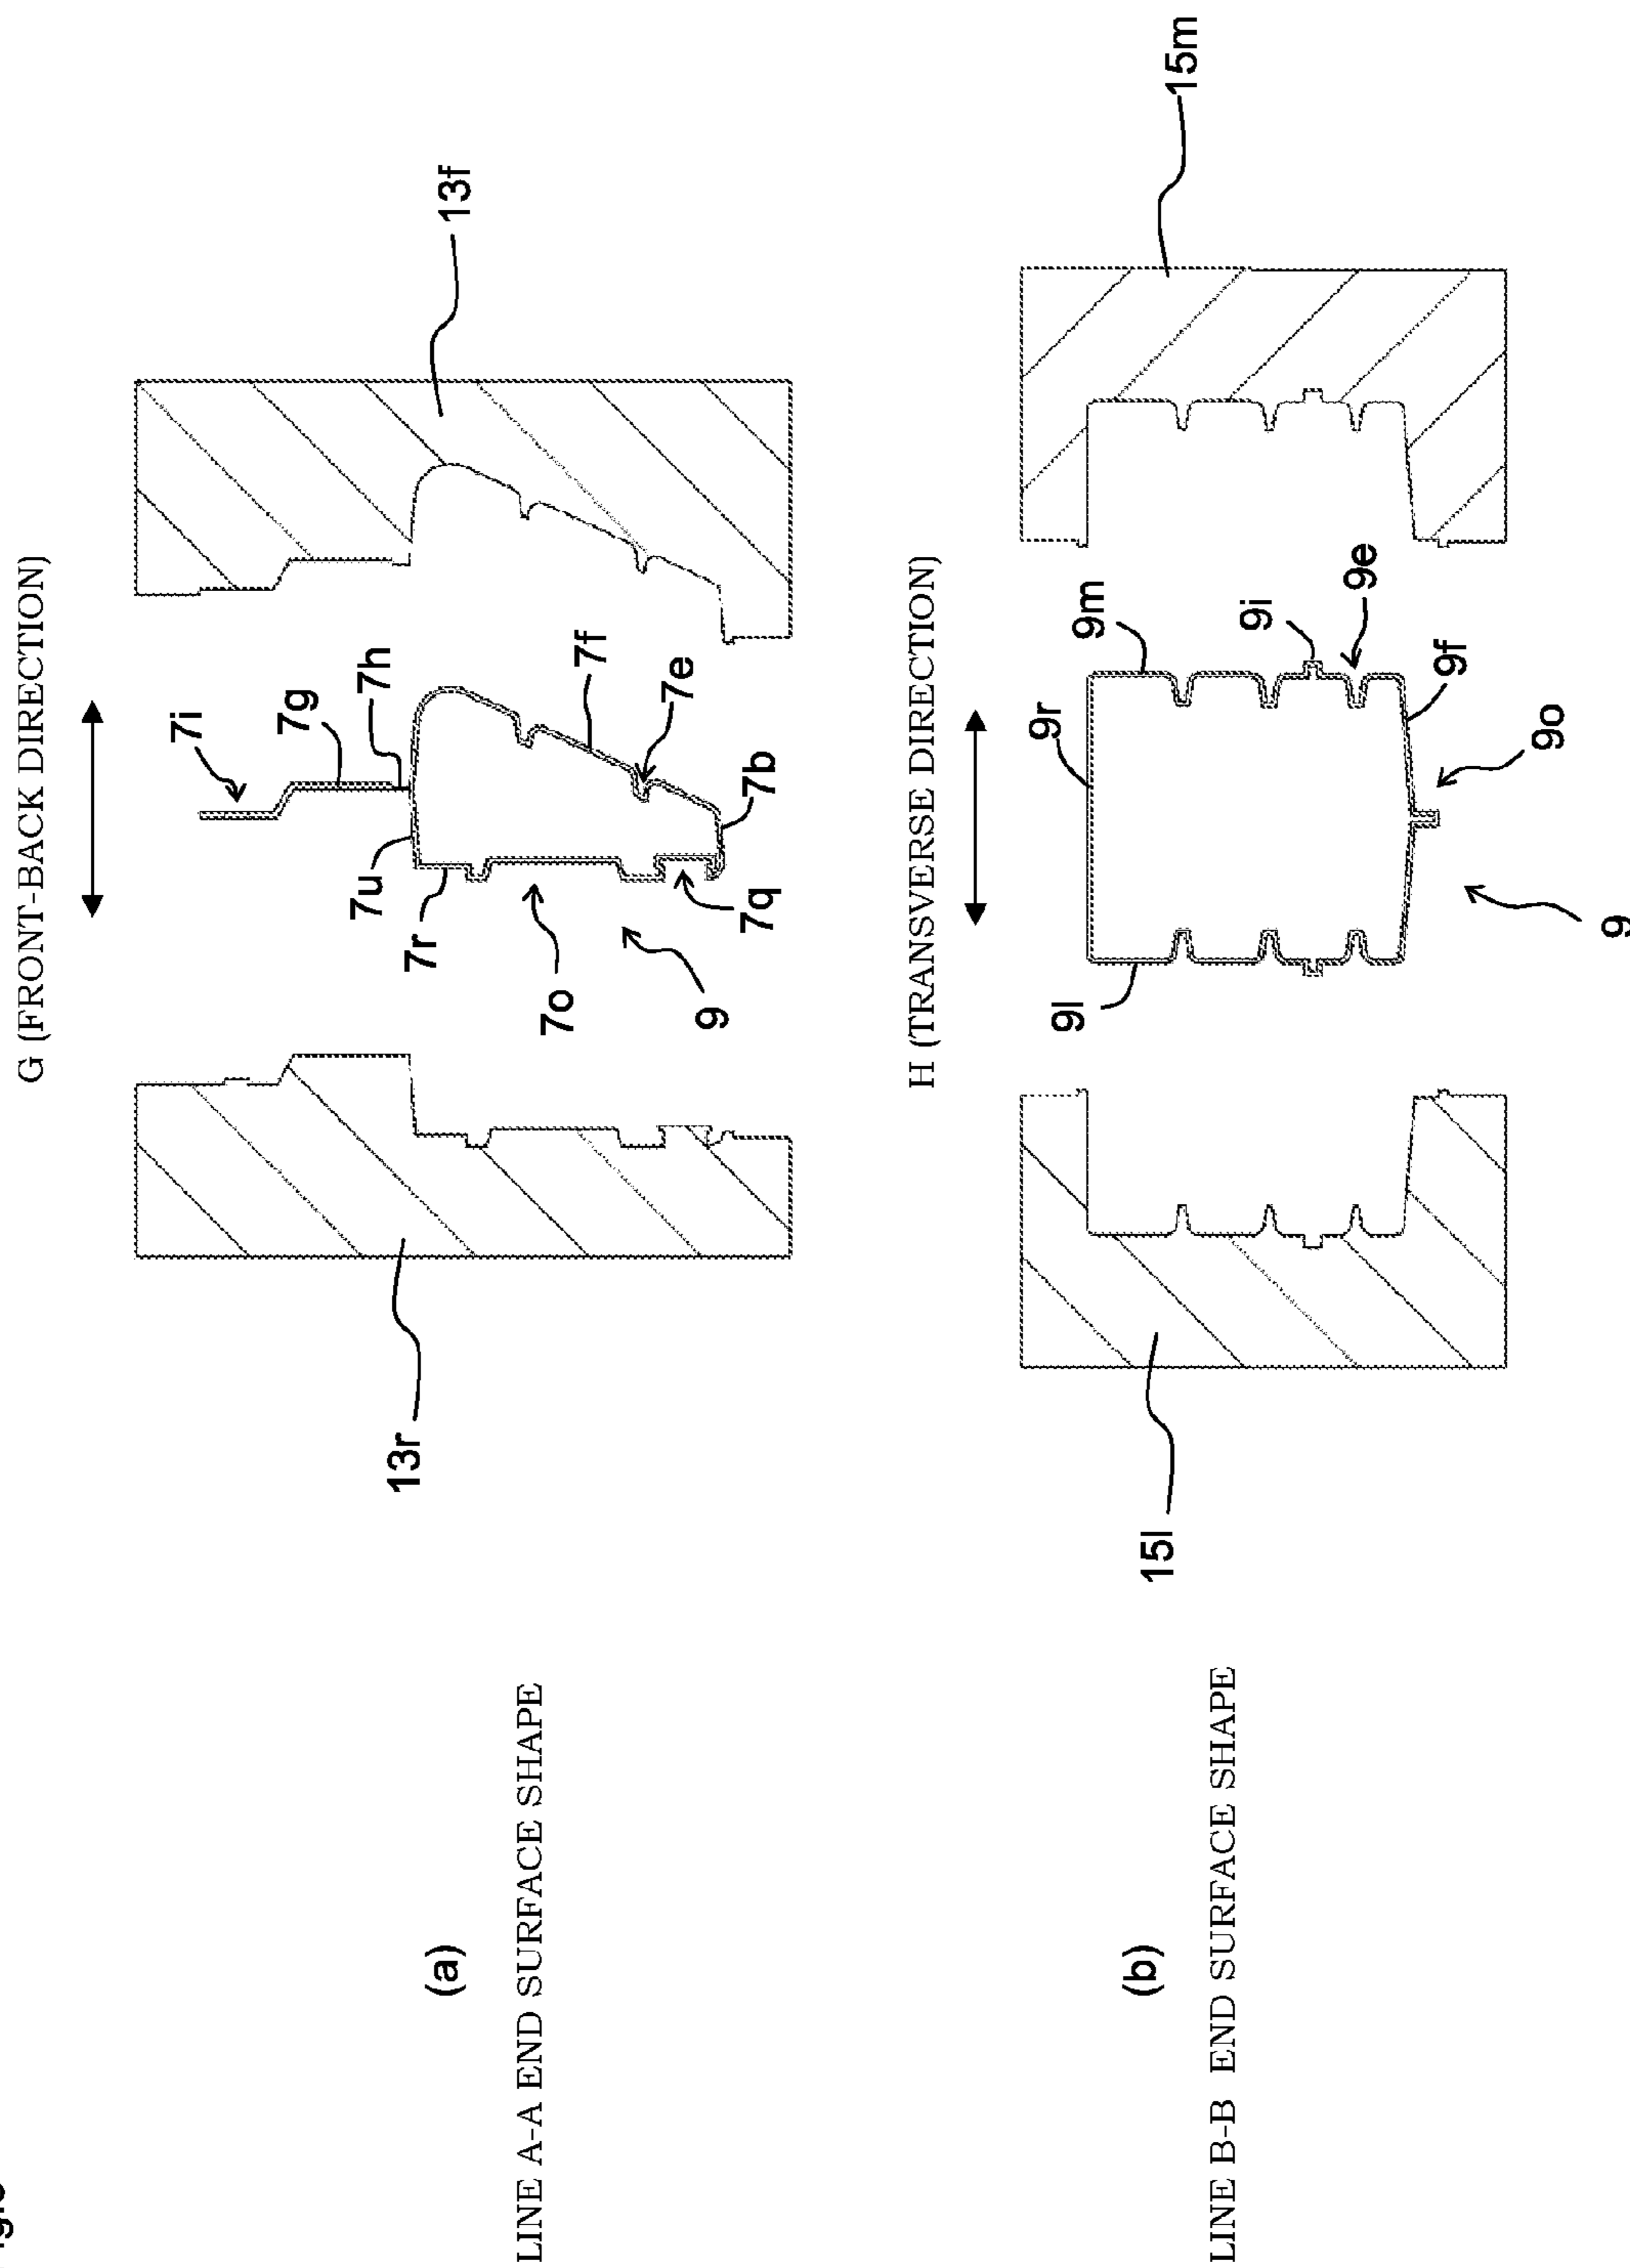 G (FRONT-BACK DIRECTION)
7i
7g
7h
7u
7r
13r
13f
(a)
LINE A-A END SURFACE SHAPE
7o
7f
7e
9
7q
7b
H (TRANSVERSE DIRECTION)
9r
9l
9m
15l
15m
(b)
LINE B-B END SURFACE SHAPE
9i
9e
9f
9o
9